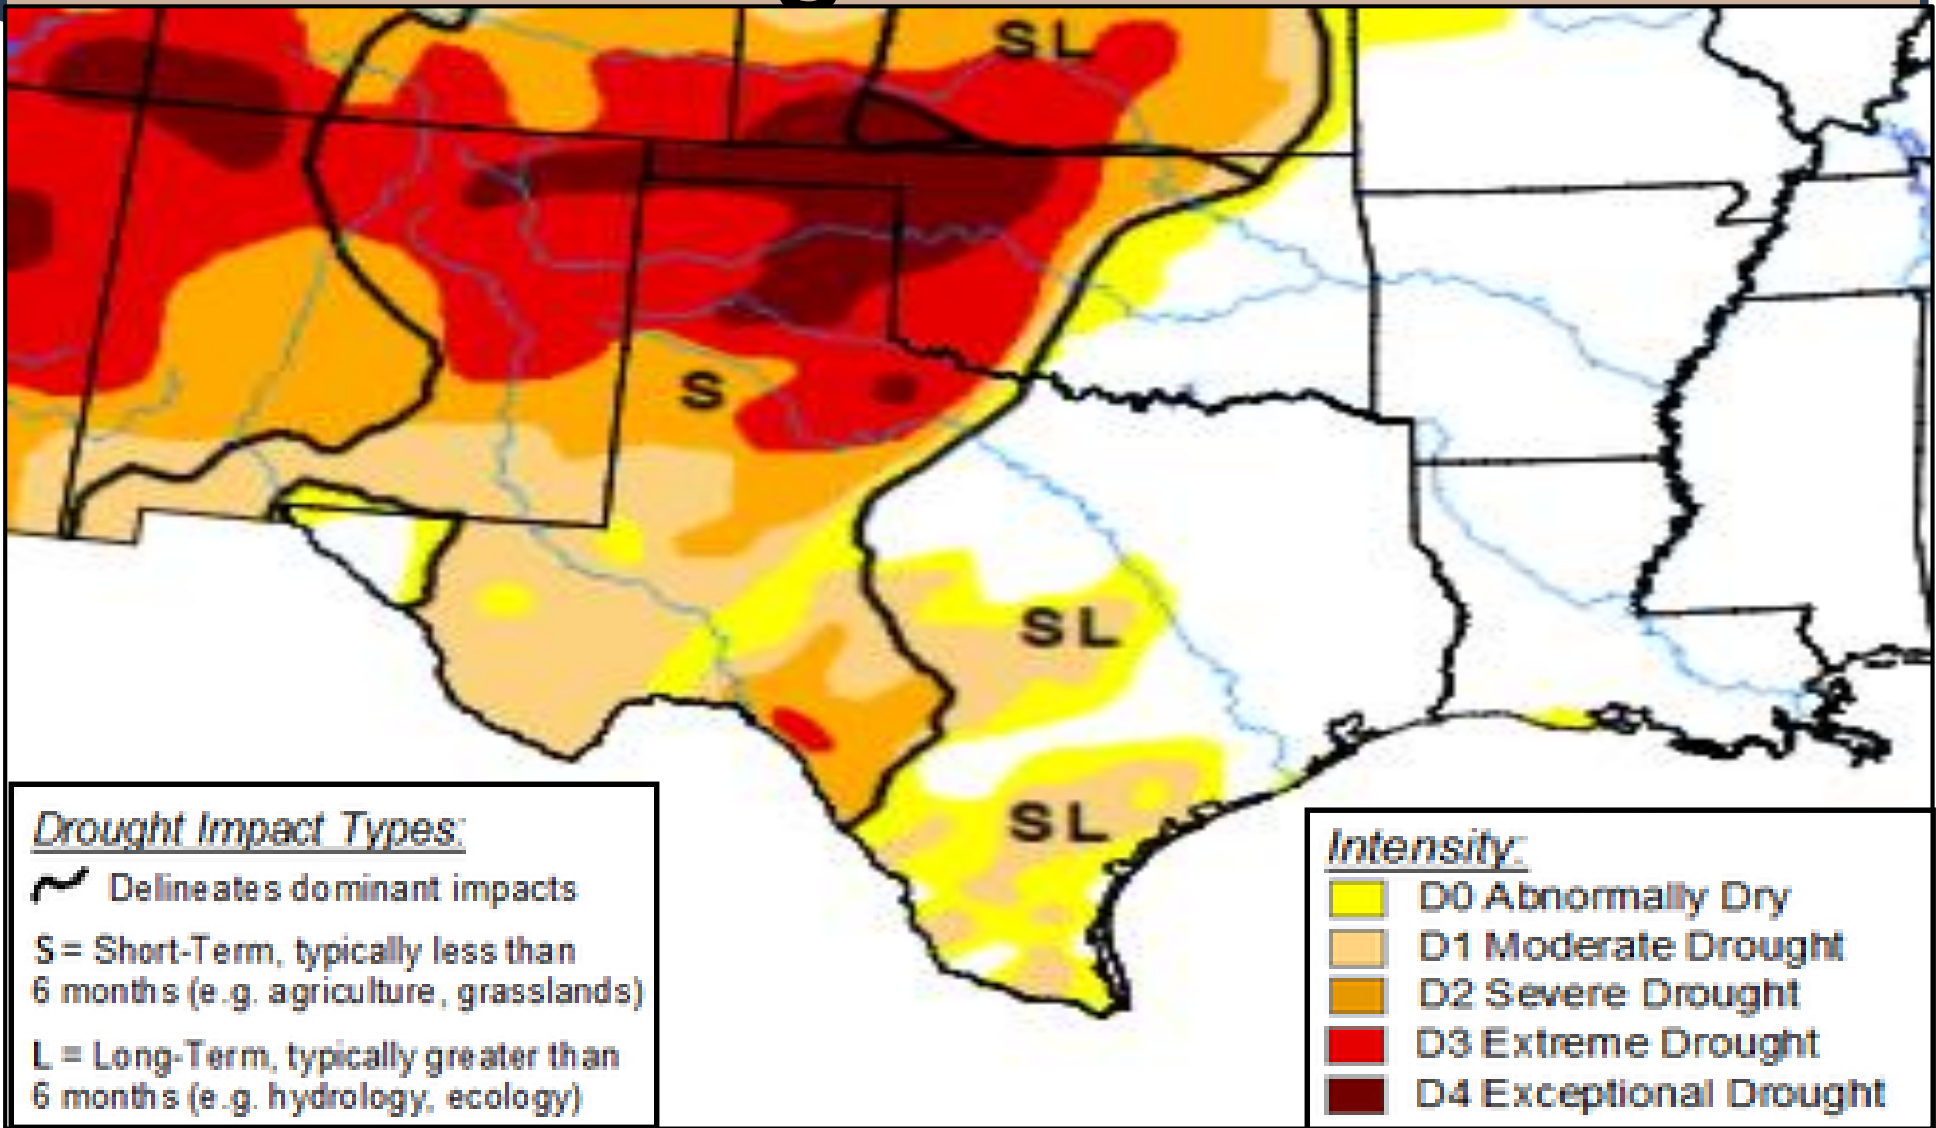 SL
S
SL
SL
Drought Impact Types:
Delineates dominant impacts
S = Short-Term, typically less than
6 months (e.g. agriculture, grasslands)
L = Long-Term, typically greater than
6 months (e.g. hydrology, ecology)
Intensity:
D0 Abnormally Dry
D1 Moderate Drought
D2 Severe Drought
D3 Extreme Drought
D4 Exceptional Drought